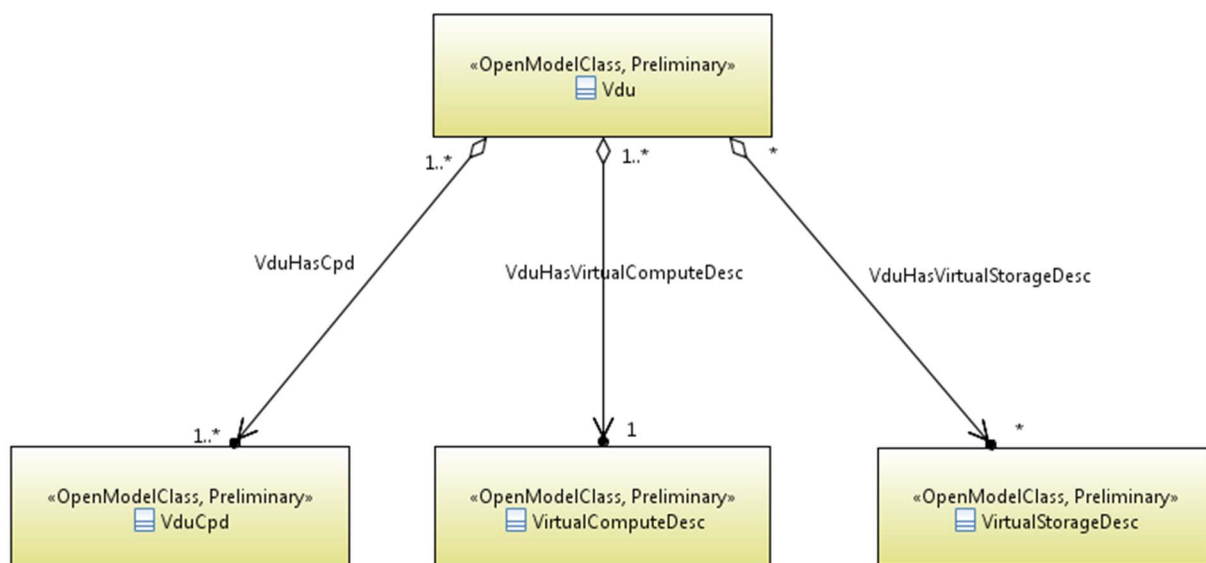 «OpenModelClass, Preliminary»
Vdu
1..*
1..*
*
VduHasCpd
VduHasVirtualComputeDesc
VduHasVirtualStorageDesc
1..*
1
*
«OpenModelClass, Preliminary»
VduCpd
«OpenModelClass, Preliminary»
VirtualComputeDesc
«OpenModelClass, Preliminary»
VirtualStorageDesc